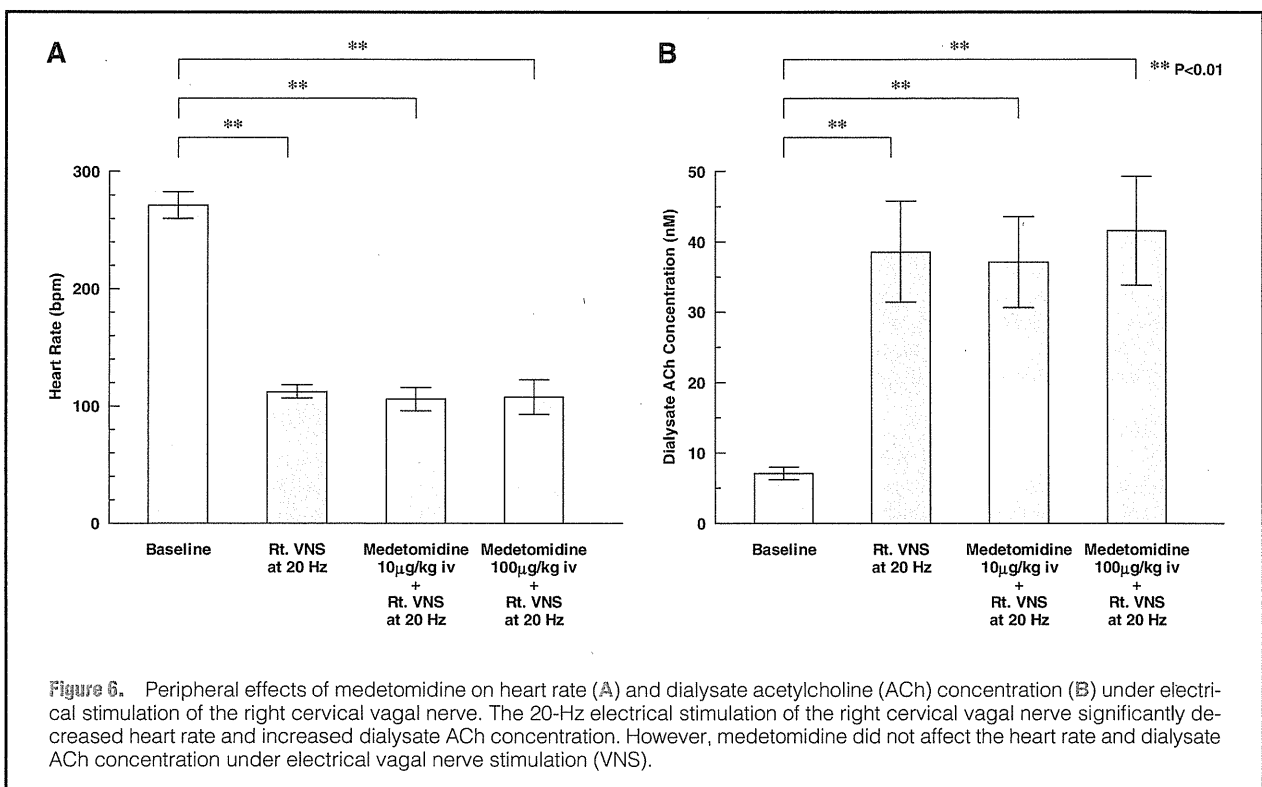 A
**
**
**
300
200
100
0
Heart Rate (bpm)
Baseline
Rt. VNS
at 20 Hz
Medetomidine
10μg/kg iv
+
Rt. VNS
at 20 Hz
Medetomidine
100μg/kg iv
+
Rt. VNS
at 20 Hz
B
**
** P<0.01
**
**
50
40
30
20
10
0
Dialysate ACh Concentration (nM)
Baseline
Rt. VNS
at 20 Hz
Medetomidine
10μg/kg iv
+
Rt. VNS
at 20 Hz
Medetomidine
100μg/kg iv
+
Rt. VNS
at 20 Hz
Figure 6. Peripheral effects of medetomidine on heart rate (A) and dialysate acetylcholine (ACh) concentration (B) under electri-
cal stimulation of the right cervical vagal nerve. The 20-Hz electrical stimulation of the right cervical vagal nerve significantly de-
creased heart rate and increased dialysate ACh concentration. However, medetomidine did not affect the heart rate and dialysate
ACh concentration under electrical vagal nerve stimulation (VNS).